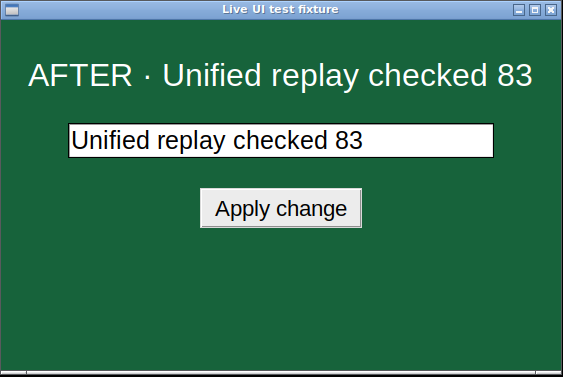 Live UI test fixture
AFTER · Unified replay checked 83
Unified replay checked 83
Apply change